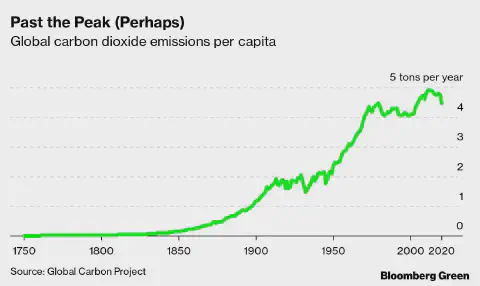 Past the Peak (Perhaps)
Global carbon dioxide emissions per capita
5 tons per year
4
3
2
1
0
1750 1800 1850 1900 1950 2000 2020
Source: Global Carbon Project
Bloomberg Green